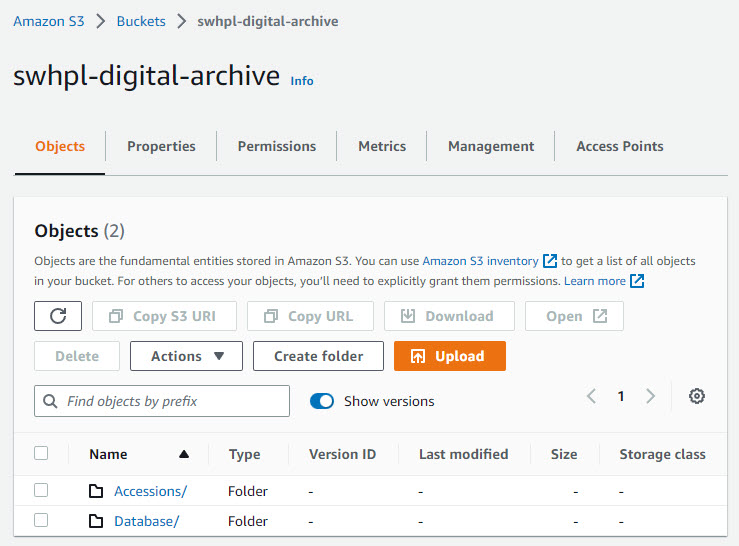 Amazon S3 > Buckets > swhpl-digital-archive
swhpl-digital-archive Info
Objects Properties Permissions Metrics Management Access Points
Objects (2)
Objects are the fundamental entities stored in Amazon S3. You can use Amazon S3 inventory to get a list of all objects
in your bucket. For others to access your objects, you'll need to explicitly grant them permissions. Learn more
Copy S3 URI Copy URL Download Open
Delete Actions Create folder Upload
Find objects by prefix Show versions 1
Name Type Version ID Last modified Size Storage class
Accessions/ Folder - - - -
Database/ Folder - - - -